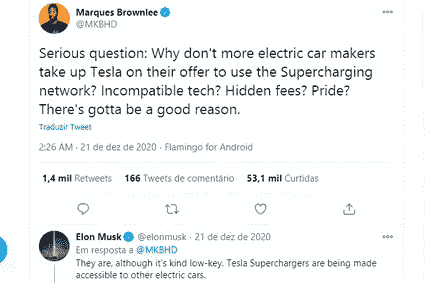 Marques Brownlee
@MKBHD
Serious question: Why don't more electric car makers
take up Tesla on their offer to use the Supercharging
network? Incompatible tech? Hidden fees? Pride?
There's gotta be a good reason.
Traduzir Tweet
2:26 AM · 21 de dez de 2020 · Flamingo for Android
1,4 mil Retweets 166 Tweets de comentário 53,1 mil Curtidas
Elon Musk @elonmusk · 21 de dez de 2020
Em resposta a @MKBHD
They are, although it's kind low-key. Tesla Superchargers are being made
accessible to other electric cars.